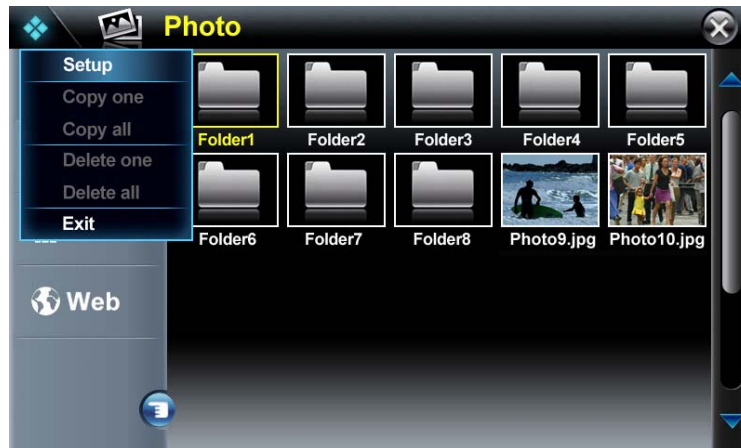 Photo
Setup
Copy one
Copy all
Delete one
Delete all
Exit
Folder1 Folder2 Folder3 Folder4 Folder5
Folder6 Folder7 Folder8 Photo9.jpg Photo10.jpg
Web